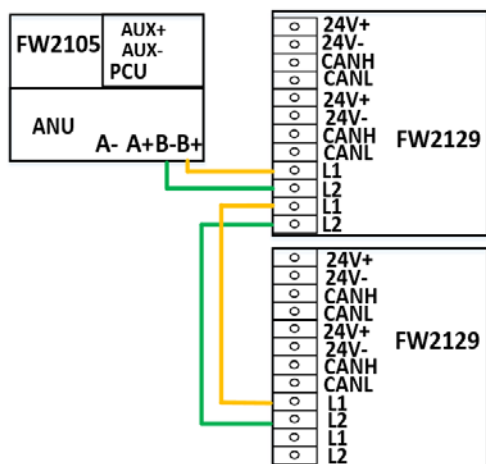 FW2105
AUX+
AUX-
PCU
ANU
A- A+B-B+
24V+
24V-
CANH
CANL
24V+
24V-
CANH
CANL
L1
L2
L1
L2
FW2129
24V+
24V-
CANH
CANL
24V+
24V-
CANH
CANL
L1
L2
L1
L2
FW2129